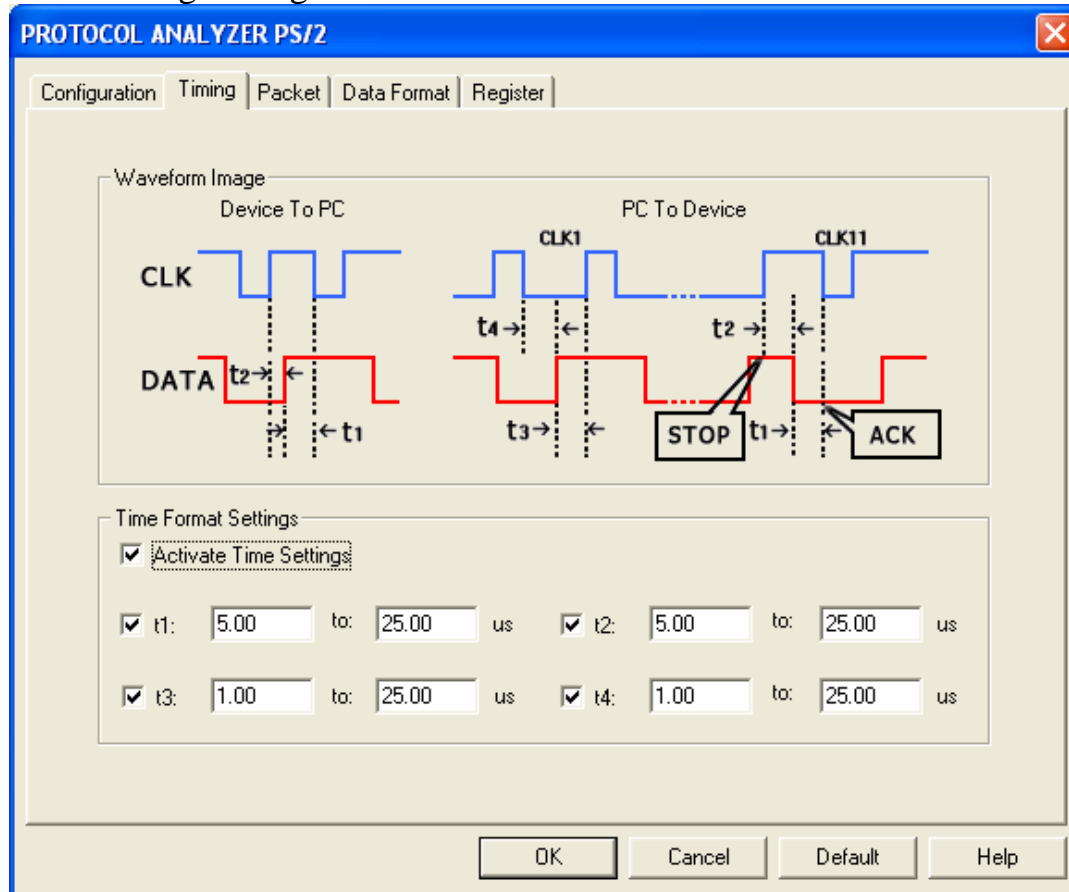 PROTOCOL ANALYZER PS/2
Configuration Timing Packet Data Format Register
Waveform Image
Device To PC PC To Device
CLK1 CLK11
CLK
t4 t2
DATA t2
t1 t3 STOP t1 ACK
Time Format Settings
Activate Time Settings
t1: 5.00 to: 25.00 us t2: 5.00 to: 25.00 us
t3: 1.00 to: 25.00 us t4: 1.00 to: 25.00 us
OK Cancel Default Help